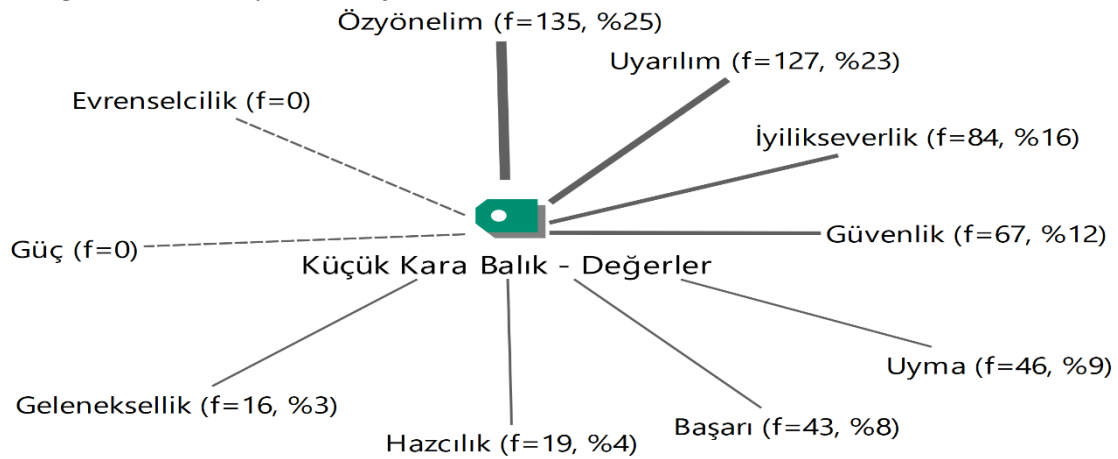 Özyönelim (f=135, %25)
Uyarılım (f=127, %23)
Evrenselcilik (f=0)
İyilikseverlik (f=84, %16)
Güç (f=0)
Güvenlik (f=67, %12)
Küçük Kara Balık - Değerler
Uyma (f=46, %9)
Geleneksellik (f=16, %3)
Başarı (f=43, %8)
Hazcılık (f=19, %4)